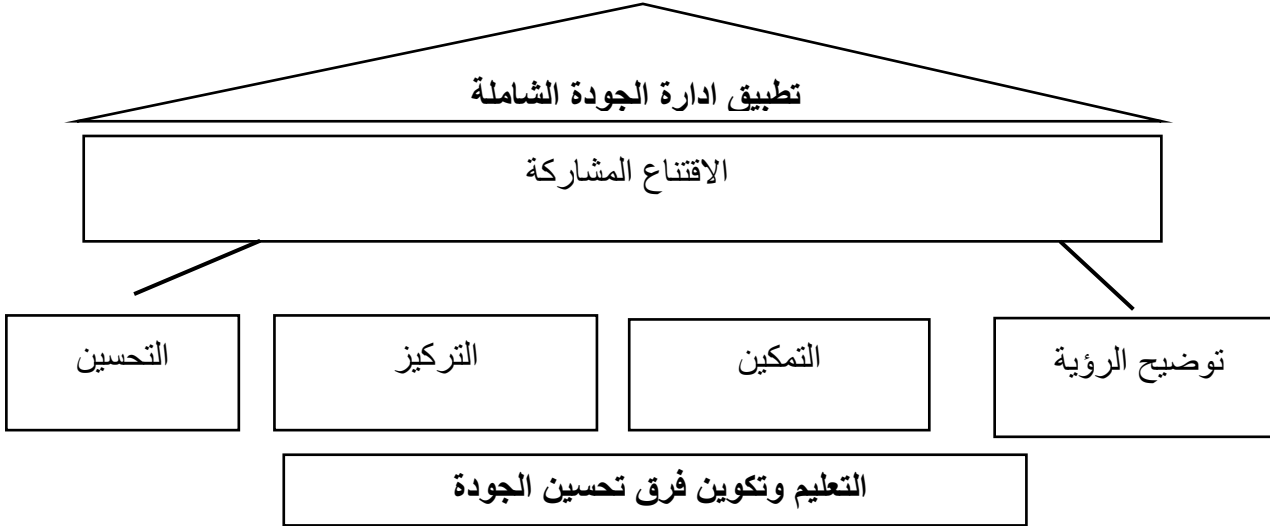 تطبيق ادارة الجودة الشاملة
الاقتناع المشاركة
توضيح الرؤية
التمكين
التركيز
التحسين
التعليم وتكوين فرق تحسين الجودة